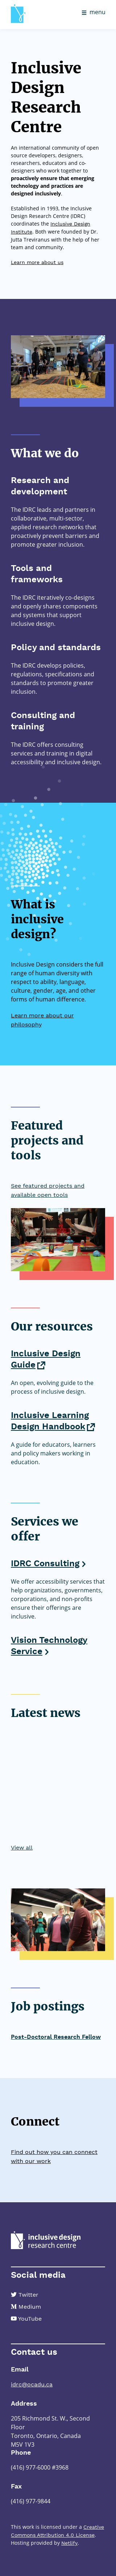 menu
Inclusive
Design
Research
Centre
An international community of open
source developers, designers,
researchers, educators and co-
designers who work together to
proactively ensure that emerging
technology and practices are
designed inclusively.
Established in 1993, the Inclusive
Design Research Centre (IDRC)
coordinates the Inclusive Design
Institute. Was founded by Dr.
Jutta Treviranus with the help of her
team and community.
Learn more about us
What we do
Research and
development
The IDRC leads and partners in
collaborative, multi-sector,
applied research networks that
proactively prevent barriers and
promote greater inclusion.
Tools and
frameworks
The IDRC iteratively co-designs
and openly shares components
and systems that support
inclusive design.
Policy and standards
The IDRC develops policies,
regulations, specifications and
standards to promote greater
inclusion.
Consulting and
training
The IDRC offers consulting
services and training in digital
accessibility and inclusive design.
What is
inclusive
design?
Inclusive Design considers the full
range of human diversity with
respect to ability, language,
culture, gender, age, and other
forms of human difference.
Learn more about our
philosophy
Featured
projects and
tools
See featured projects and
available open tools
Our resources
Inclusive Design
Guide
An open, evolving guide to the
process of inclusive design.
Inclusive Learning
Design Handbook
A guide for educators, learners
and policy makers working in
education.
Services we
offer
IDRC Consulting
We offer accessibility services that
help organizations, governments,
corporations, and non-profits
ensure their offerings are
inclusive.
Vision Technology
Service
Latest news
View all
Job postings
Post-Doctoral Research Fellow
Connect
Find out how you can connect
with our work
inclusive design
research centre
Social media
Twitter
Medium
YouTube
Contact us
Email
idrc@ocadu.ca
Address
205 Richmond St. W., Second
Floor
Toronto, Ontario, Canada
M5V 1V3
Phone
(416) 977-6000 #3968
Fax
(416) 977-9844
This work is licensed under a Creative
Commons Attribution 4.0 License.
Hosting provided by Netlify.